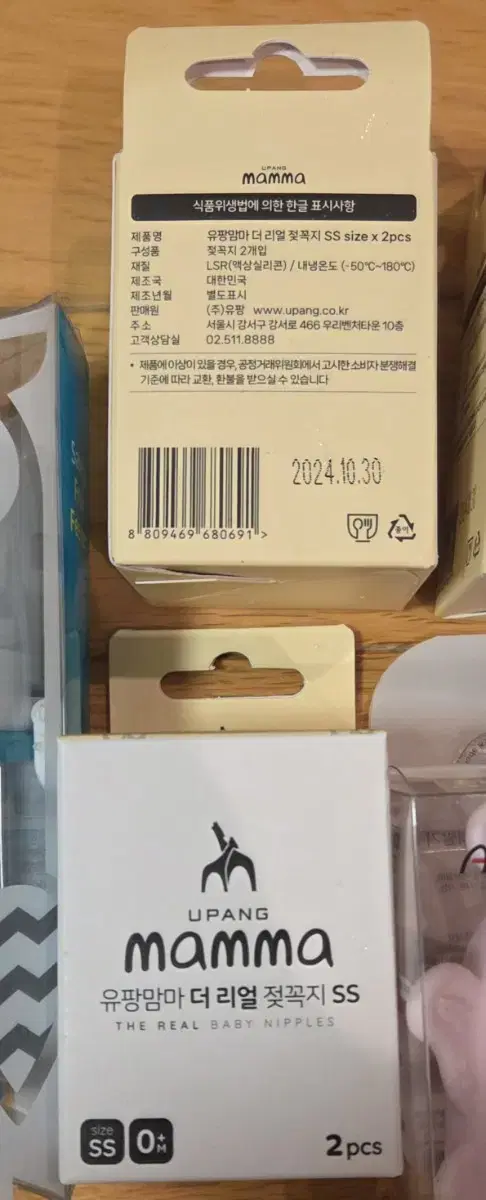 UPANG
mamma
식품위생법에 의한 한글 표시사항
제품명 유팡맘마 더 리얼 젖꼭지 SS size x 2pcs
구성품 젖꼭지 2개입
재질 LSR(액상실리콘) / 내냉온도 (-50℃~180℃)
제조국 대한민국
제조년월 별도표시
판매원 (주)유팡 www.upang.co.kr
주소 서울시 강서구 강서로 466 우리벤처타운 10층
고객상담실 02.511.8888
• 제품에 이상이 있을 경우, 공정거래위원회에서 고시한 소비자 분쟁해결
기준에 따라 교환, 환불을 받으실 수 있습니다
2024.10.30
8 809469 680691 >
종이
UPANG
mamma
유팡맘마 더 리얼 젖꼭지 SS
THE REAL BABY NIPPLES
size
SS
0+
M
2pcs